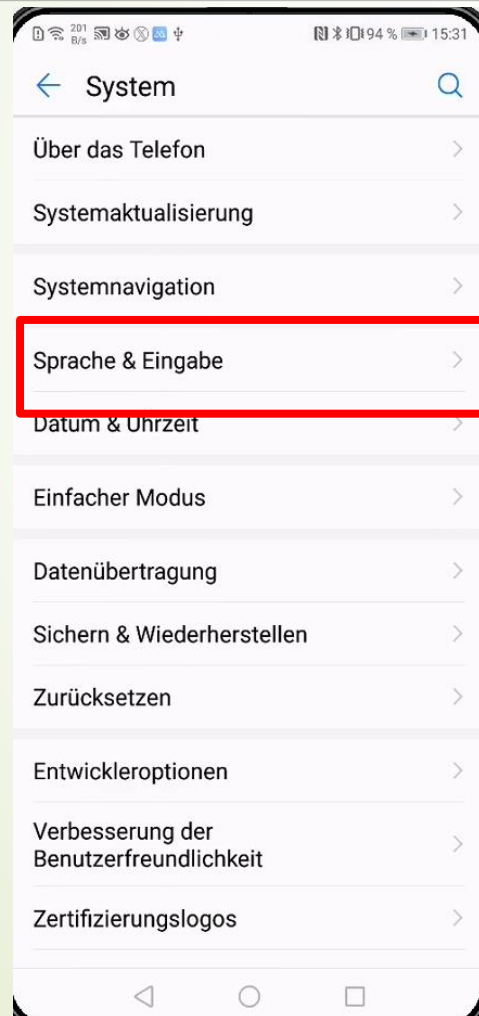 201 B/s 94 % 15:31
System
Über das Telefon
Systemaktualisierung
Systemnavigation
Sprache & Eingabe
Datum & Uhrzeit
Einfacher Modus
Datenübertragung
Sichern & Wiederherstellen
Zurücksetzen
Entwickleroptionen
Verbesserung der
Benutzerfreundlichkeit
Zertifizierungslogos